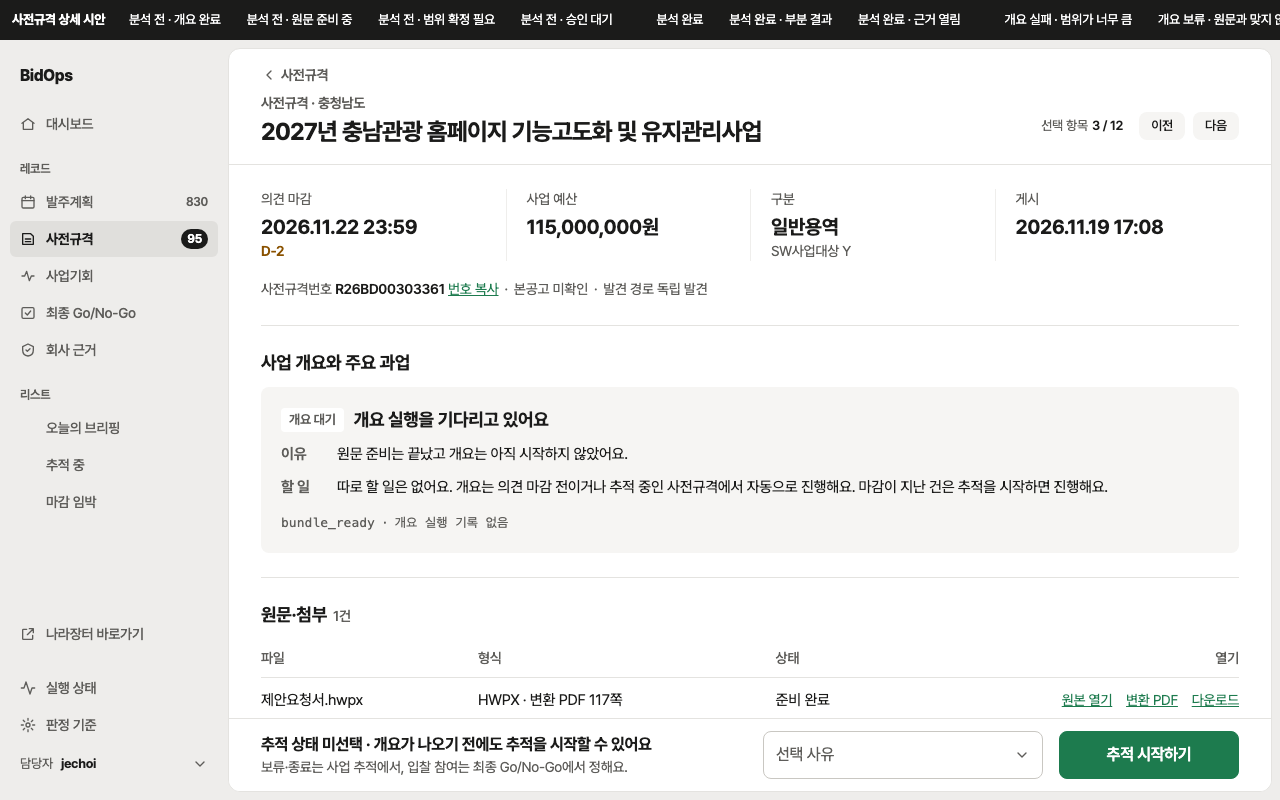 사전규격 상세 시안 분석 전 · 개요 완료 분석 전 · 원문 준비 중 분석 전 · 범위 확정 필요 분석 전 · 승인 대기 분석 완료 분석 완료 · 부분 결과 분석 완료 · 근거 열림 개요 실패 · 범위가 너무 큼 개요 보류 · 원문과 맞지
BidOps
대시보드
레코드
발주계획 830
사전규격 95
사업기회
최종 Go/No-Go
회사 근거
리스트
오늘의 브리핑
추적 중
마감 임박
나라장터 바로가기
실행 상태
판정 기준
담당자 jechoi
사전규격
사전규격 · 충청남도
2027년 충남관광 홈페이지 기능고도화 및 유지관리사업
선택 항목 3 / 12 이전 다음
의견 마감 사업 예산 구분 게시
2026.11.22 23:59 115,000,000원 일반용역 2026.11.19 17:08
D-2 SW사업대상 Y
사전규격번호 R26BD00303361 번호 복사 · 본공고 미확인 · 발견 경로 독립 발견
사업 개요와 주요 과업
개요 대기 개요 실행을 기다리고 있어요
이유 원문 준비는 끝났고 개요는 아직 시작하지 않았어요.
할 일 따로 할 일은 없어요. 개요는 의견 마감 전이거나 추적 중인 사전규격에서 자동으로 진행해요. 마감이 지난 건은 추적을 시작하면 진행해요.
bundle_ready · 개요 실행 기록 없음
원문·첨부 1건
파일 형식 상태 열기
제안요청서.hwpx HWPX · 변환 PDF 117쪽 준비 완료 원본 열기 변환 PDF 다운로드
추적 상태 미선택 · 개요가 나오기 전에도 추적을 시작할 수 있어요
보류·종료는 사업 추적에서, 입찰 참여는 최종 Go/No-Go에서 정해요.
선택 사유 추적 시작하기